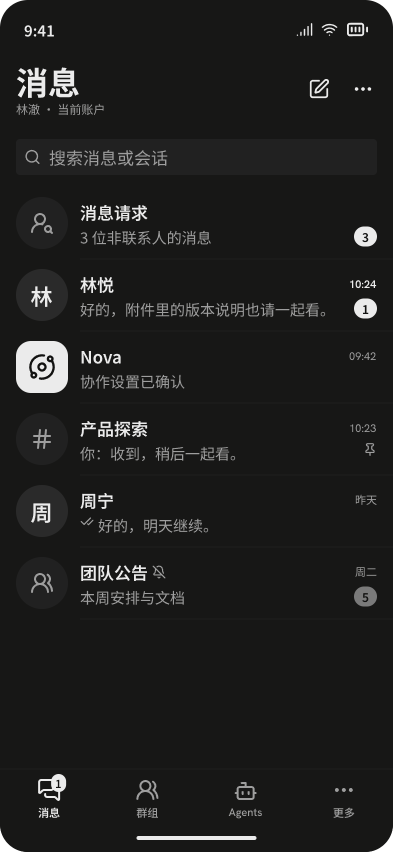 9:41
消息
林澈 · 当前账户
搜索消息或会话
消息请求
3 位非联系人的消息
3
林
林悦
10:24
好的，附件里的版本说明也请一起看。
1
Nova
09:42
协作设置已确认
#
产品探索
10:23
你：收到，稍后一起看。
周
周宁
昨天
好的，明天继续。
团队公告
周二
本周安排与文档
5
1
消息
群组
Agents
更多